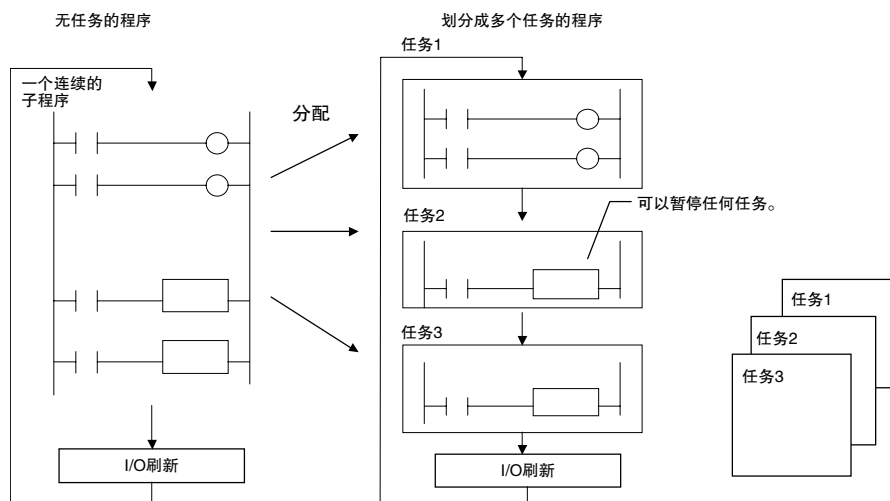 无任务的程序
一个连续的
子程序
I/O刷新
分配
划分成多个任务的程序
任务1
任务2
可以暂停任何任务。
任务3
I/O刷新
任务1
任务2
任务3